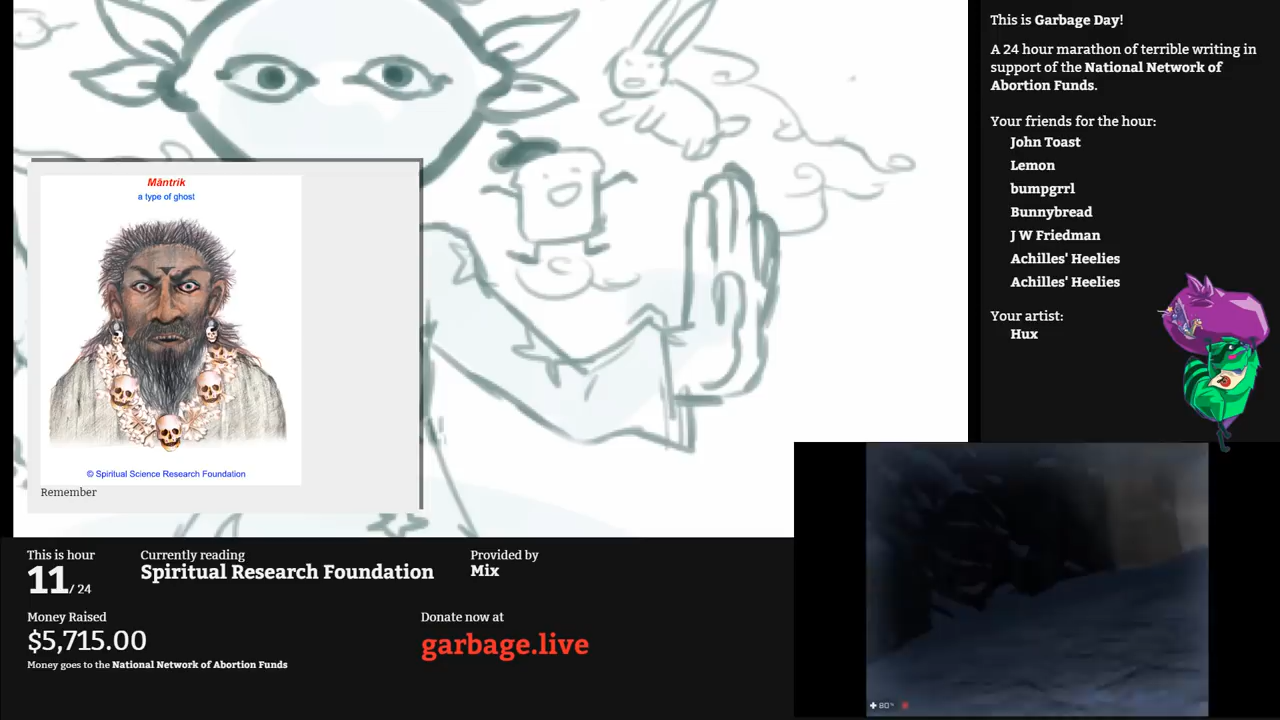 This is Garbage Day!
A 24 hour marathon of terrible writing in
support of the National Network of
Abortion Funds.
Your friends for the hour:
John Toast
Lemon
bumpgrrl
Bunnybread
J W Friedman
Achilles' Heelies
Achilles' Heelies
Your artist:
Hux
Māntrik
a type of ghost
© Spiritual Science Research Foundation
Remember
This is hour
11 / 24
Currently reading
Spiritual Research Foundation
Provided by
Mix
Money Raised
$5,715.00
Money goes to the National Network of Abortion Funds
Donate now at
garbage.live
80%